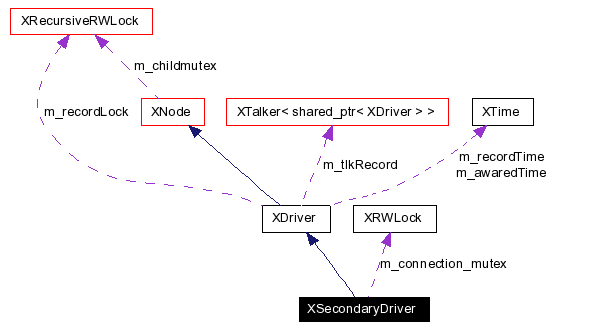 XRecursiveRWLock
m_childmutex
m_recordLock
XNode
XTalker< shared_ptr< XDriver > >
XTime
m_tlkRecord
m_recordTime
m_awaredTime
XDriver
XRWLock
m_connection_mutex
XSecondaryDriver